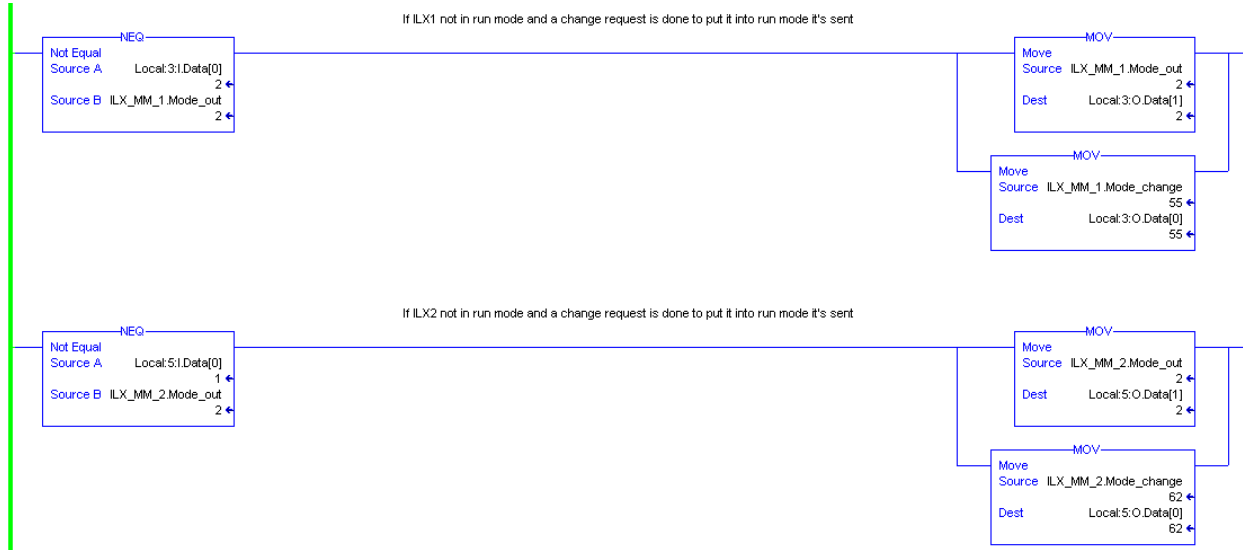 If ILX1 not in run mode and a change request is done to put it into run mode it's sent
NEQ
Not Equal
Source A Local:3:I.Data[0]
2
Source B ILX_MM_1.Mode_out
2
MOV
Move
Source ILX_MM_1.Mode_out
2
Dest Local:3:O.Data[1]
2
MOV
Move
Source ILX_MM_1.Mode_change
55
Dest Local:3:O.Data[0]
55
If ILX2 not in run mode and a change request is done to put it into run mode it's sent
NEQ
Not Equal
Source A Local:5:I.Data[0]
1
Source B ILX_MM_2.Mode_out
2
MOV
Move
Source ILX_MM_2.Mode_out
2
Dest Local:5:O.Data[1]
2
MOV
Move
Source ILX_MM_2.Mode_change
62
Dest Local:5:O.Data[0]
62